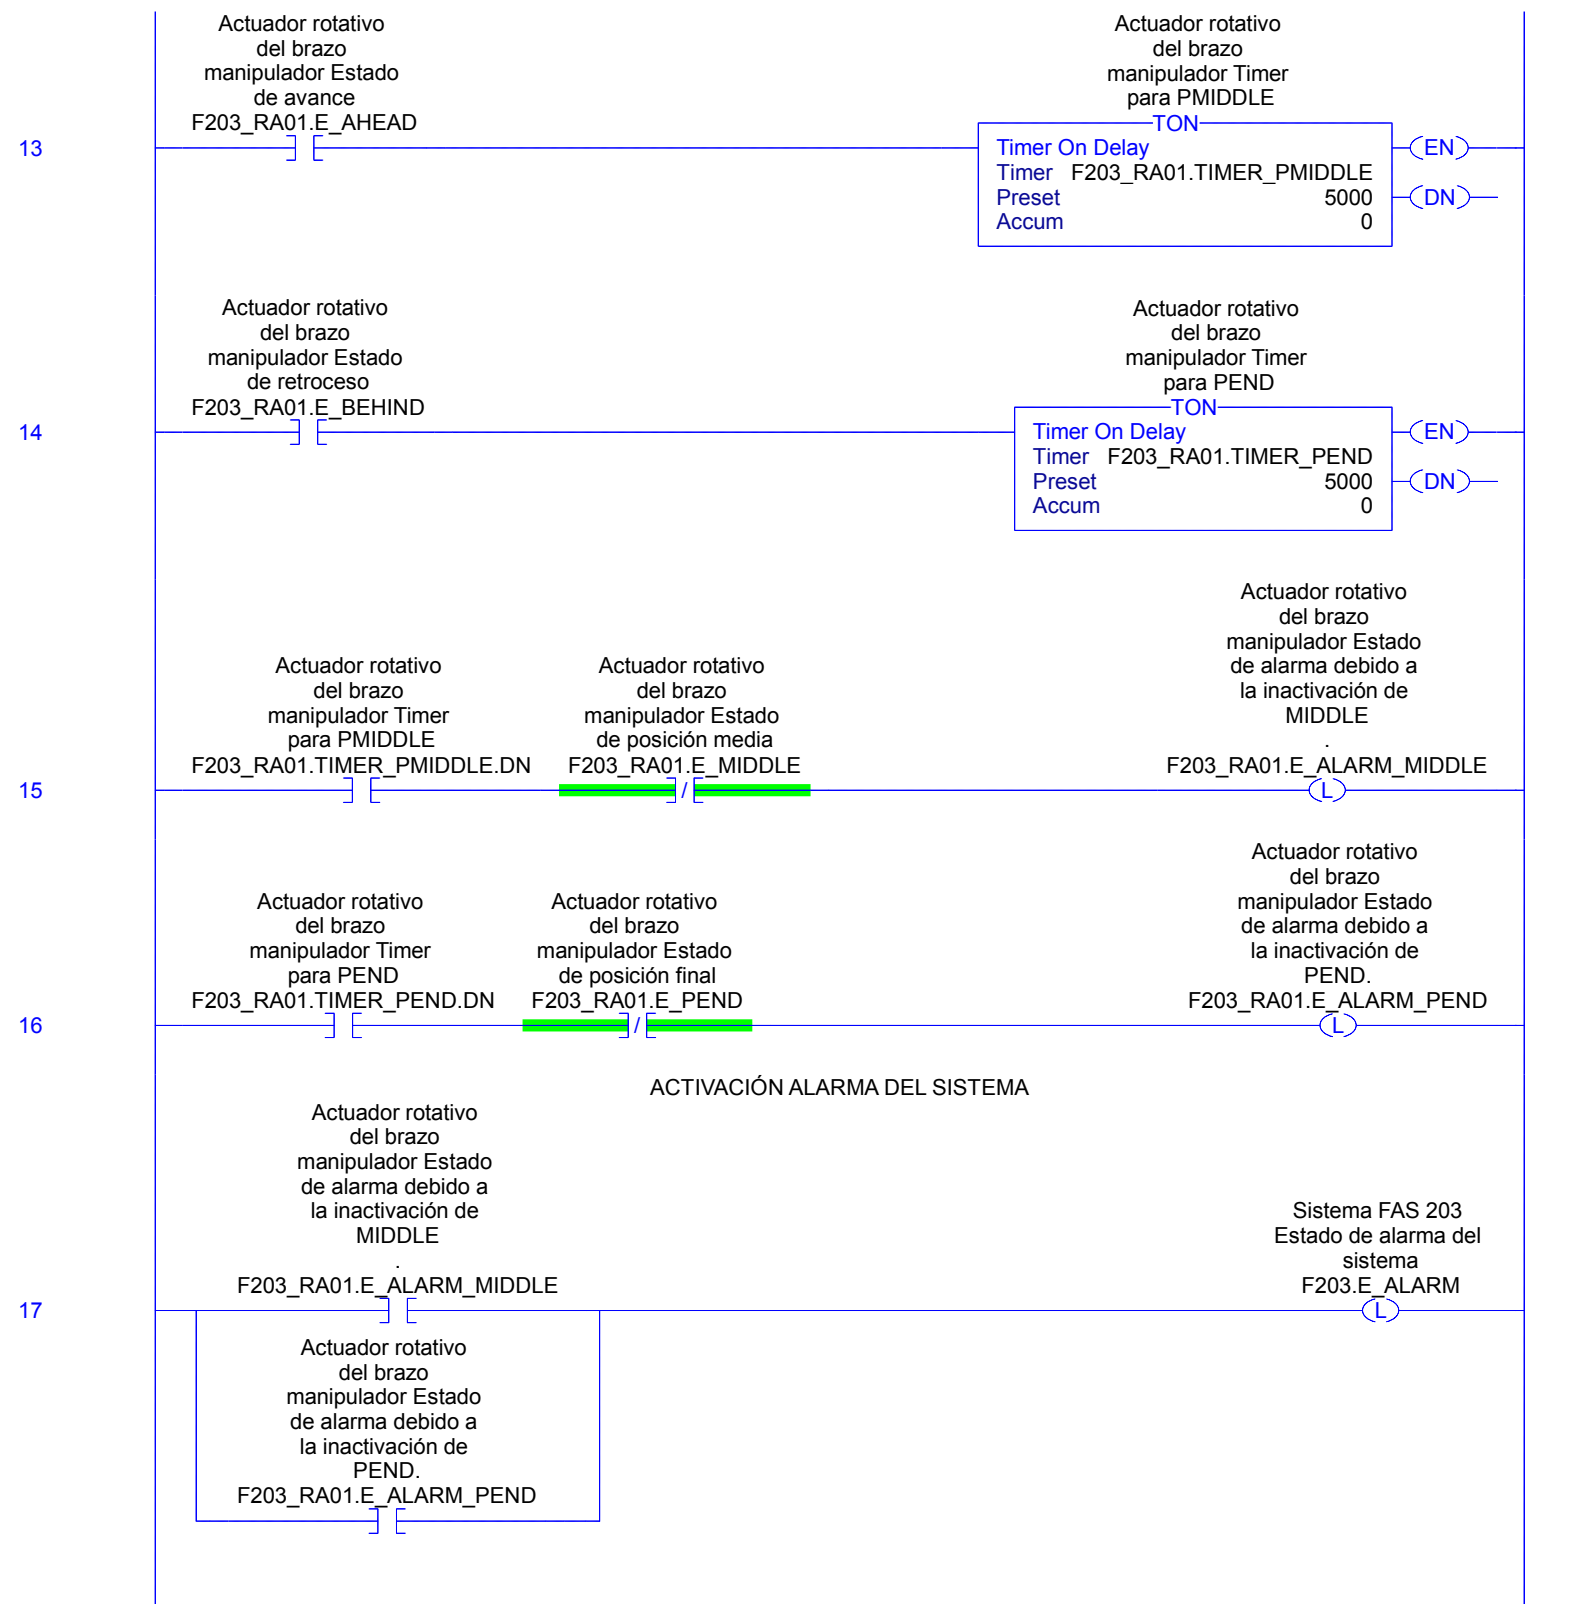 Actuador rotativo
del brazo
manipulador Estado
de avance
F203_RA01.E_AHEAD
Actuador rotativo
del brazo
manipulador Timer
para PMIDDLE
TON
13
Timer On Delay
Timer F203_RA01.TIMER_PMIDDLE
Preset 5000
Accum 0
EN
DN
Actuador rotativo
del brazo
manipulador Estado
de retroceso
F203_RA01.E_BEHIND
Actuador rotativo
del brazo
manipulador Timer
para PEND
TON
14
Timer On Delay
Timer F203_RA01.TIMER_PEND
Preset 5000
Accum 0
EN
DN
Actuador rotativo
del brazo
manipulador Timer
para PMIDDLE
F203_RA01.TIMER_PMIDDLE.DN
Actuador rotativo
del brazo
manipulador Estado
de posición media
F203_RA01.E_MIDDLE
Actuador rotativo
del brazo
manipulador Estado
de alarma debido a
la inactivación de
MIDDLE
.
F203_RA01.E_ALARM_MIDDLE
15
/
L
Actuador rotativo
del brazo
manipulador Timer
para PEND
F203_RA01.TIMER_PEND.DN
Actuador rotativo
del brazo
manipulador Estado
de posición final
F203_RA01.E_PEND
Actuador rotativo
del brazo
manipulador Estado
de alarma debido a
la inactivación de
PEND.
F203_RA01.E_ALARM_PEND
16
/
L
ACTIVACIÓN ALARMA DEL SISTEMA
Actuador rotativo
del brazo
manipulador Estado
de alarma debido a
la inactivación de
MIDDLE
.
F203_RA01.E_ALARM_MIDDLE
Sistema FAS 203
Estado de alarma del
sistema
F203.E_ALARM
17
L
Actuador rotativo
del brazo
manipulador Estado
de alarma debido a
la inactivación de
PEND.
F203_RA01.E_ALARM_PEND